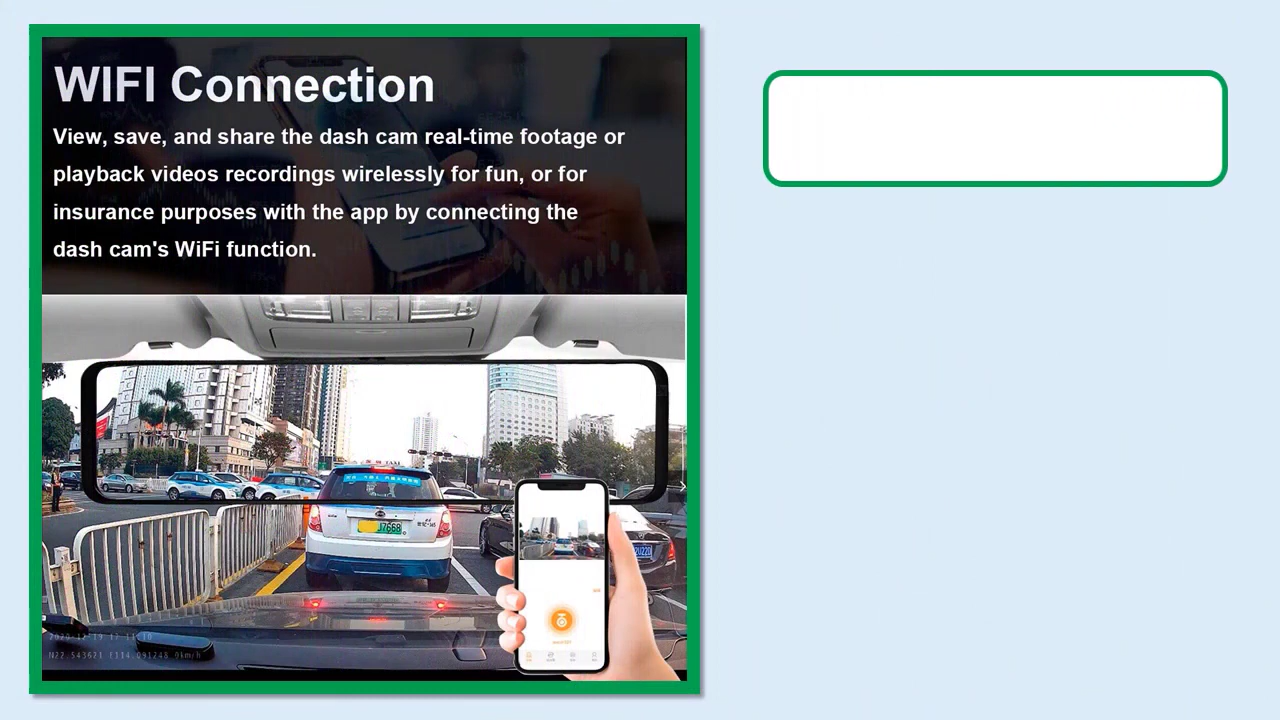 WIFI Connection
View, save, and share the dash cam real-time footage or
playback videos recordings wirelessly for fun, or for
insurance purposes with the app by connecting the
dash cam's WiFi function.
J7668